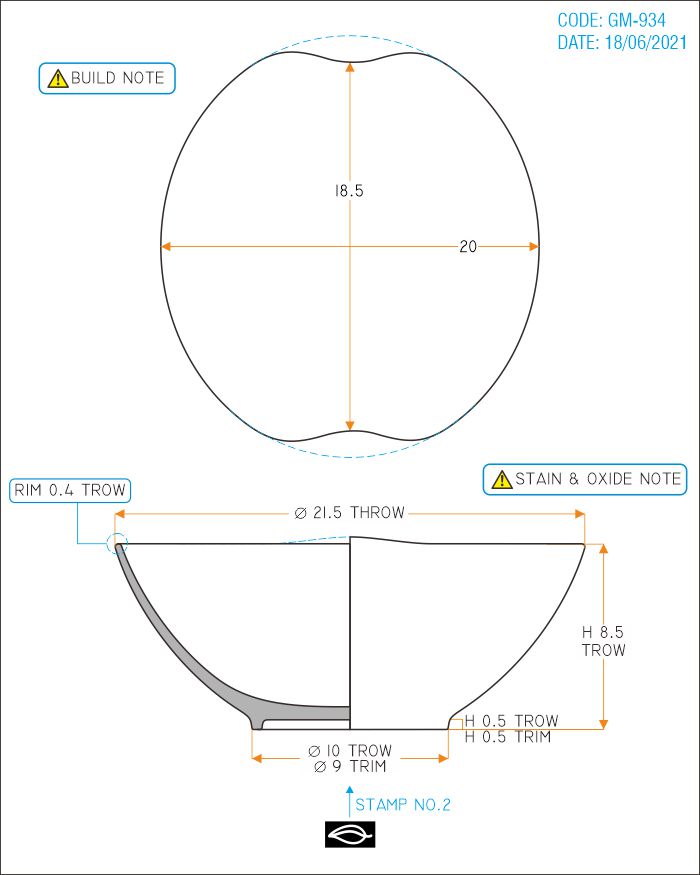 CODE: GM-934
DATE: 18/06/2021
BUILD NOTE
18.5
20
RIM 0.4 TROW
STAIN & OXIDE NOTE
Ø 21.5 THROW
H 8.5
TROW
H 0.5 TROW
H 0.5 TRIM
Ø 10 TROW
Ø 9 TRIM
STAMP NO.2